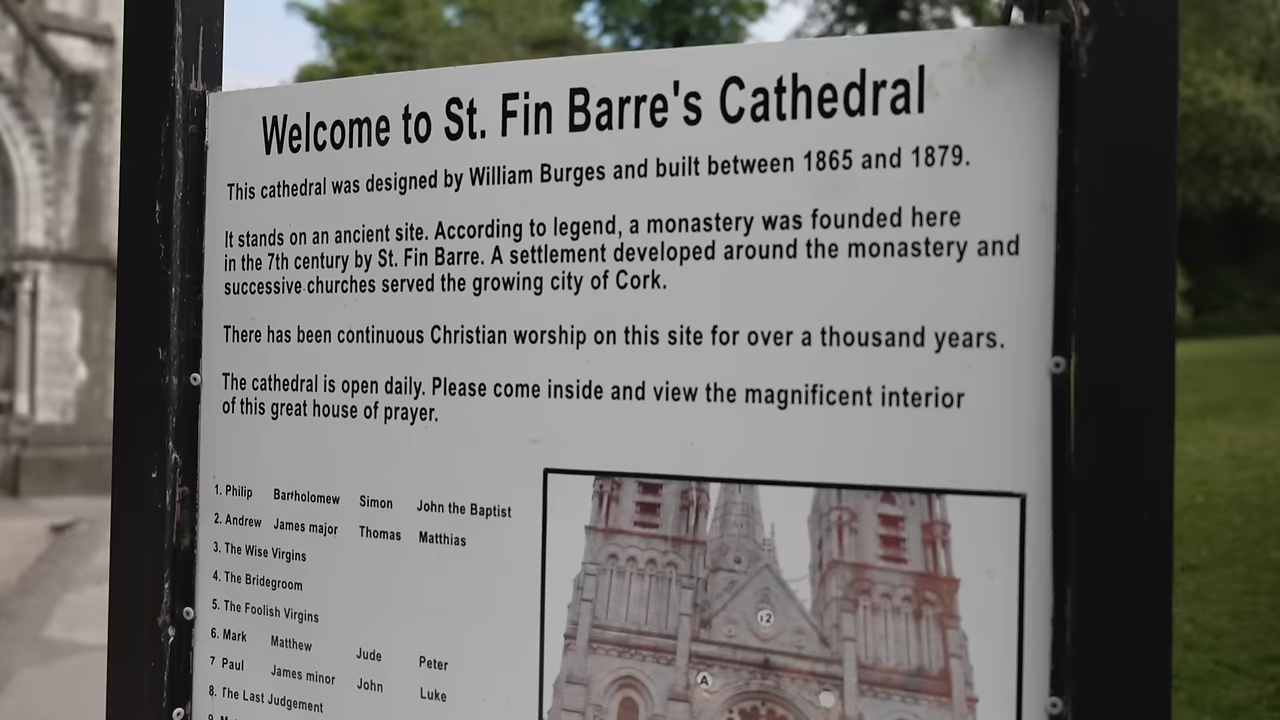 Welcome to St. Fin Barre's Cathedral
This cathedral was designed by William Burges and built between 1865 and 1879.
It stands on an ancient site. According to legend, a monastery was founded here
in the 7th century by St. Fin Barre. A settlement developed around the monastery and
successive churches served the growing city of Cork.
There has been continuous Christian worship on this site for over a thousand years.
The cathedral is open daily. Please come inside and view the magnificent interior
of this great house of prayer.
1. Philip Bartholomew Simon John the Baptist
2. Andrew James major Thomas Matthias
3. The Wise Virgins
4. The Bridegroom
5. The Foolish Virgins
6. Mark Matthew Jude Peter
7 Paul James minor John Luke
8. The Last Judgement
12
A